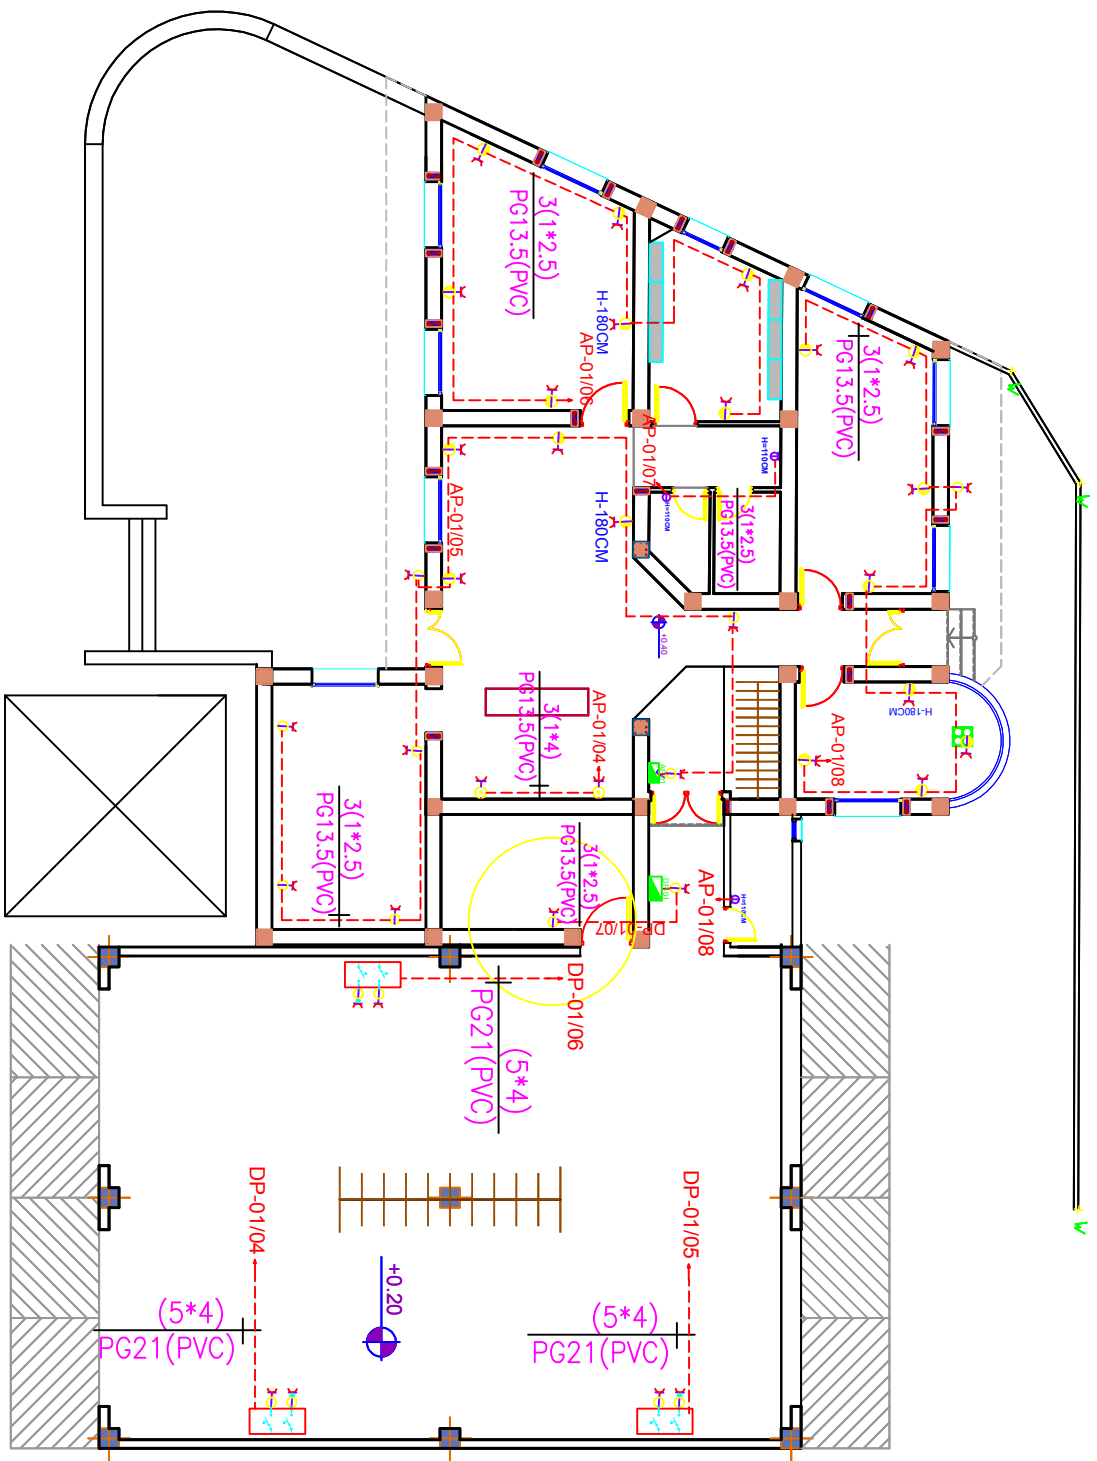 3(1*2.5)
PG13.5(PVC)
H-180CM
AP-01/06
3(1*2.5)
PG13.5(PVC)
W
W
AP-01/07
H=110CM
H=110CM
3(1*2.5)
PG13.5(PVC)
AP-01/05
H-180CM
+0.40
3(1*4)
PG13.5(PVC)
AP-01/04
H-180CM
AP-01/08
3(1*2.5)
PG13.5(PVC)
3(1*2.5)
PG13.5(PVC)
DP-01/07
AP-01/08
H=110CM
DP-01/06
(5*4)
PG21(PVC)
DP-01/04
DP-01/05
W
+0.20
(5*4)
PG21(PVC)
(5*4)
PG21(PVC)